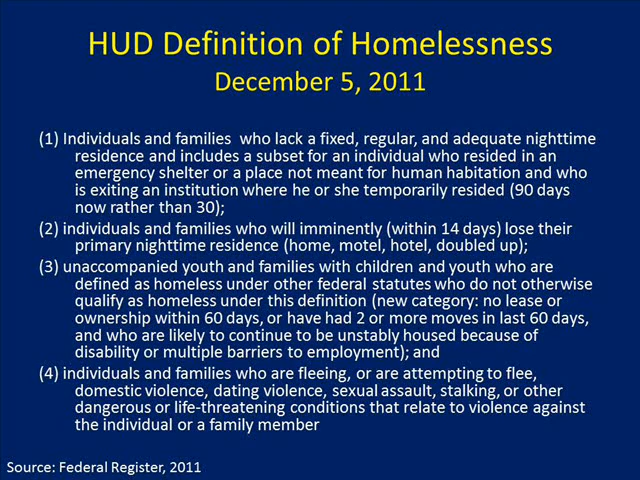 HUD Definition of Homelessness
December 5, 2011
(1) Individuals and families who lack a fixed, regular, and adequate nighttime
residence and includes a subset for an individual who resided in an
emergency shelter or a place not meant for human habitation and who
is exiting an institution where he or she temporarily resided (90 days
now rather than 30);
(2) individuals and families who will imminently (within 14 days) lose their
primary nighttime residence (home, motel, hotel, doubled up);
(3) unaccompanied youth and families with children and youth who are
defined as homeless under other federal statutes who do not otherwise
qualify as homeless under this definition (new category: no lease or
ownership within 60 days, or have had 2 or more moves in last 60 days,
and who are likely to continue to be unstably housed because of
disability or multiple barriers to employment); and
(4) individuals and families who are fleeing, or are attempting to flee,
domestic violence, dating violence, sexual assault, stalking, or other
dangerous or life-threatening conditions that relate to violence against
the individual or a family member
Source: Federal Register, 2011